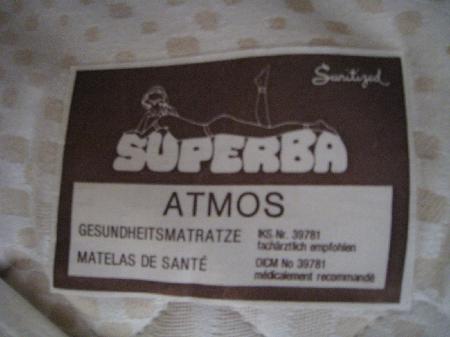 Sanitized
SUPERBA
ATMOS
GESUNDHEITSMATRATZE
IKS Nr. 39781
fachärztlich empfohlen
MATELAS DE SANTÉ
OICM No 39781
médicalement recommandé